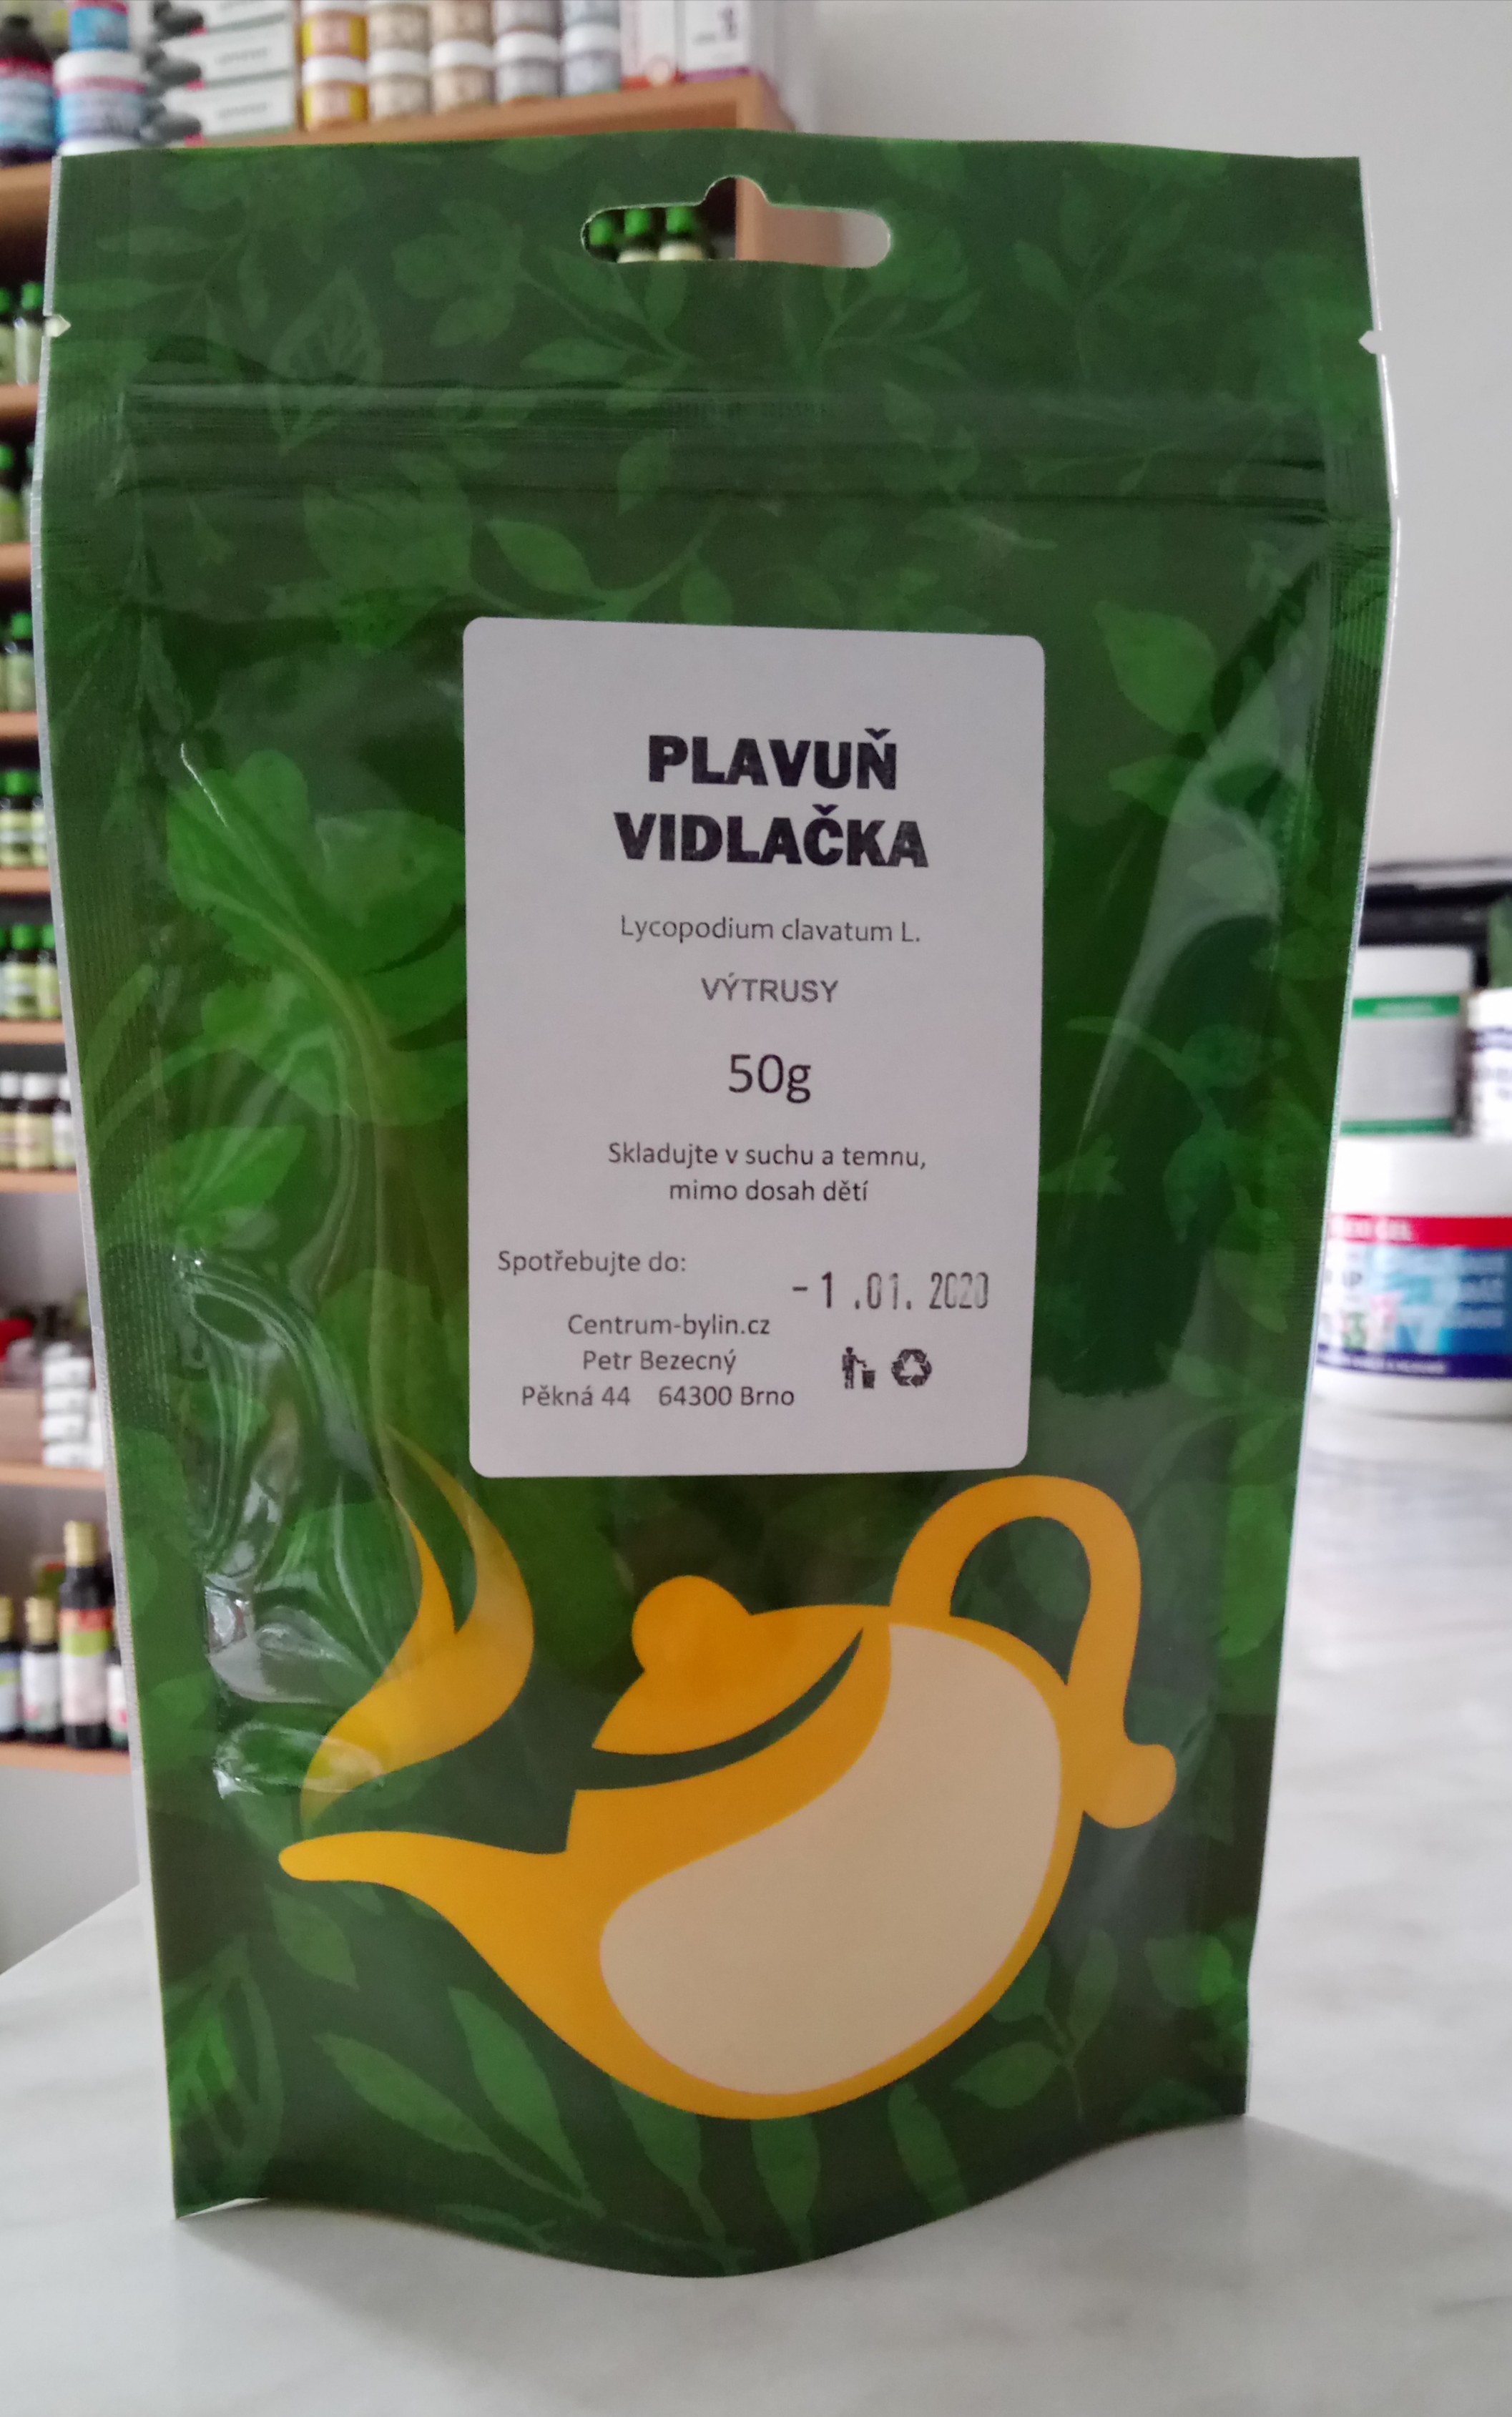 PLAVUŇ
VIDLAČKA
Lycopodium clavatum L.
VÝTRUSY
50g
Skladujte v suchu a temnu,
mimo dosah dětí
Spotřebujte do:
-1 .01. 2020
Centrum-bylin.cz
Petr Bezecný
Pěkná 44 64300 Brno